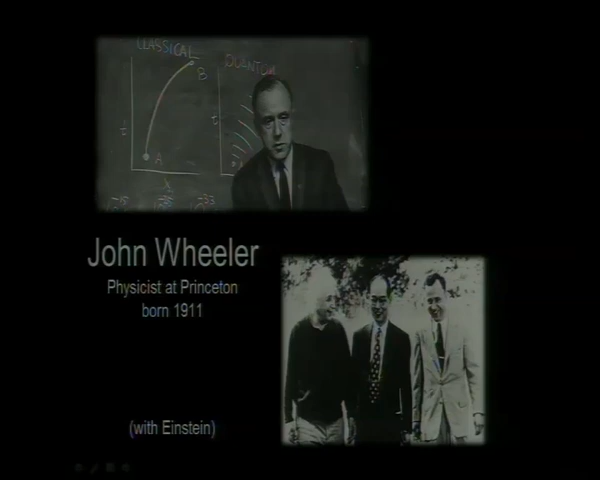 CLASSICAL
QUANTUM
B
t
t
A
John Wheeler
Physicist at Princeton
born 1911
(with Einstein)